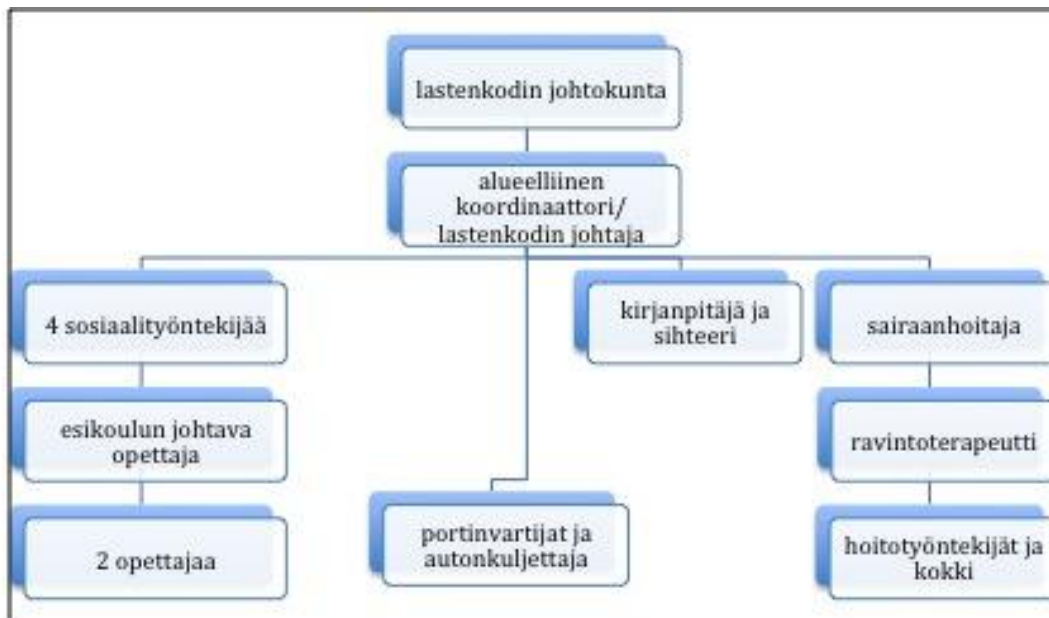 lastenkodin johtokunta
alueelliinen
koordinaattori/
lastenkodin johtaja
4 sosiaalityöntekijää
kirjanpitäjä ja
sihteeri
sairaanhoitaja
esikoulun johtava
opettaja
ravintoterapeutti
2 opettajaa
portinvartijat ja
autonkuljettaja
hoitotyöntekijät ja
kokki